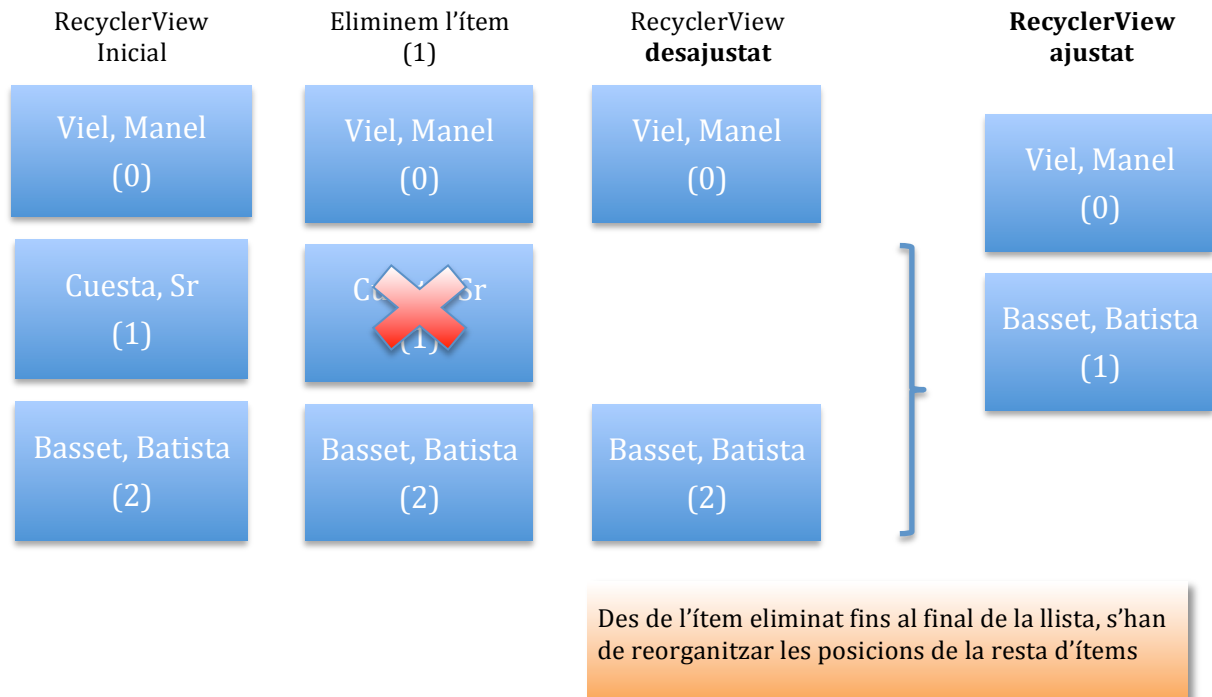 RecyclerView
Inicial
Viel, Manel
(0)
Cuesta, Sr
(1)
Basset, Batista
(2)
Eliminem l’ítem
(1)
Viel, Manel
(0)
Sr
(1)
Basset, Batista
(2)
RecyclerView
desajustat
Viel, Manel
(0)
Basset, Batista
(2)
RecyclerView
ajustat
Viel, Manel
(0)
Basset, Batista
(1)
Des de l’ítem eliminat fins al final de la llista, s’han
de reorganitzar les posicions de la resta d’ítems